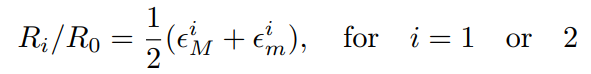 R_i/R_0 = \frac{1}{2}(\epsilon_M^i + \epsilon_m^i), for i = 1 or 2